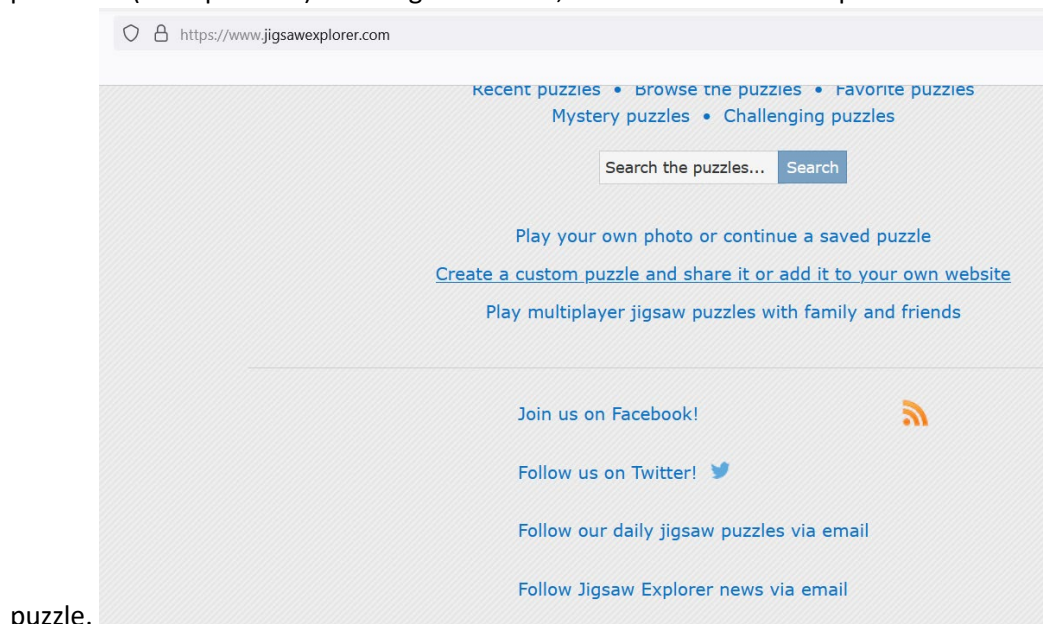 https://www.jigsawexplorer.com
Recent puzzles • Browse the puzzles • Favorite puzzles
Mystery puzzles • Challenging puzzles
Search the puzzles... Search
Play your own photo or continue a saved puzzle
Create a custom puzzle and share it or add it to your own website
Play multiplayer jigsaw puzzles with family and friends
Join us on Facebook!
Follow us on Twitter!
Follow our daily jigsaw puzzles via email
Follow Jigsaw Explorer news via email
puzzle.